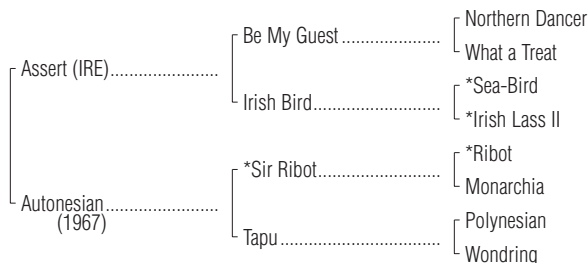 Northern Dancer
Be My Guest
What a Treat
Assert (IRE)
*Sea-Bird
Irish Bird
*Irish Lass II
*Ribot
*Sir Ribot
Monarchia
Autonesian
(1967)
Polynesian
Tapu
Wondring